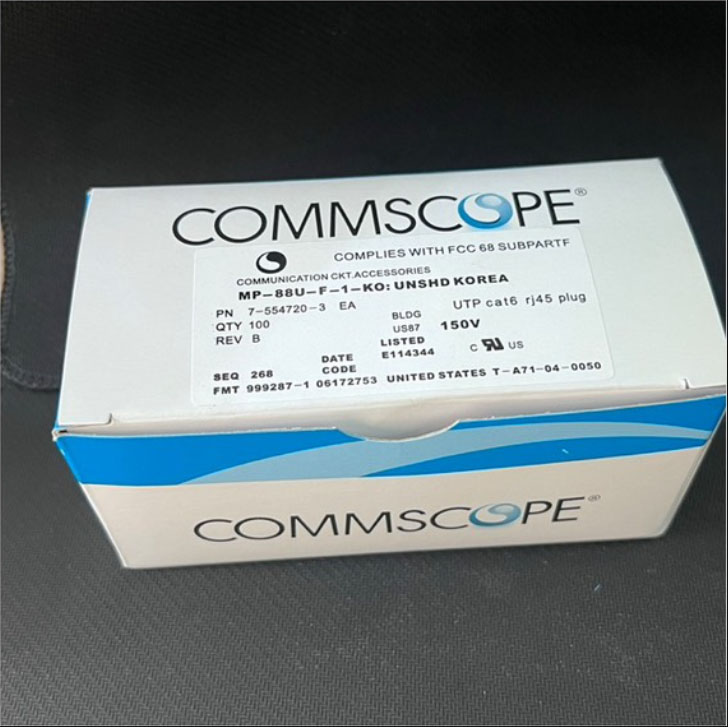 COMMSCOPE®
COMPLIES WITH FCC 68 SUBPARTF
COMMUNICATION CKT.ACCESSORIES
MP-88U-F-1-KO: UNSHD KOREA
PN 7-554720-3 EA
UTP cat6 rj45 plug
QTY 100
BLDG
US87 150V
REV B
LISTED
E114344
C UR US
DATE
CODE
SEQ 268
FMT 999287-1 06172753 UNITED STATES T-A71-04-0050
COMMSCOPE®